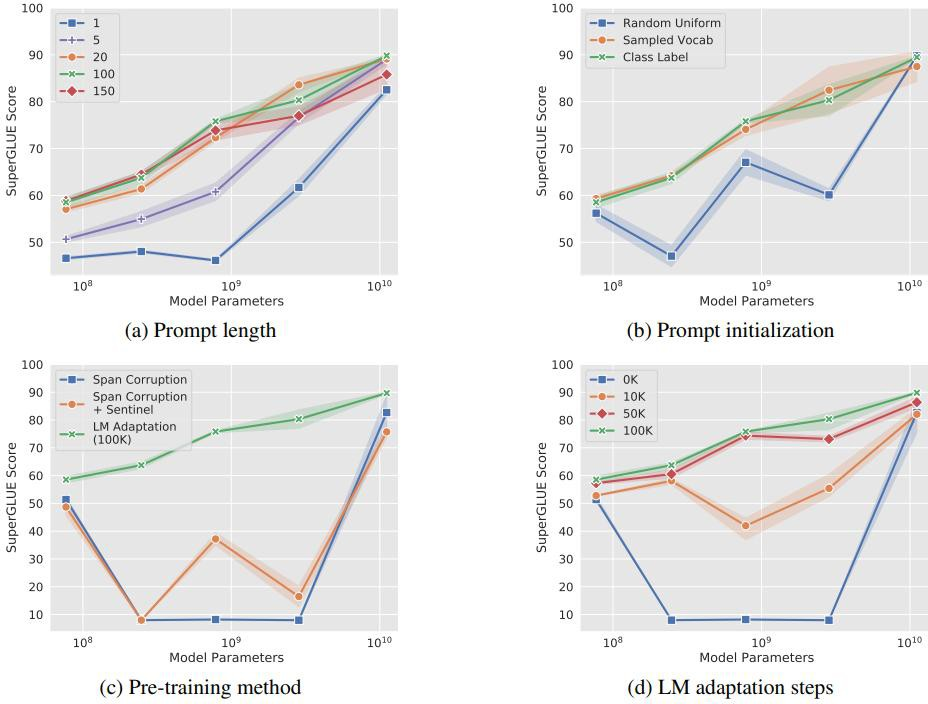 100
90
80
70
60
50
SuperGLUE Score
1
5
20
100
150
10^8
10^9
10^10
Model Parameters
(a) Prompt length
100
90
80
70
60
50
SuperGLUE Score
Random Uniform
Sampled Vocab
Class Label
10^8
10^9
10^10
Model Parameters
(b) Prompt initialization
100
90
80
70
60
50
40
30
20
10
SuperGLUE Score
Span Corruption
Span Corruption
+ Sentinel
LM Adaptation
(100K)
10^8
10^9
10^10
Model Parameters
(c) Pre-training method
100
90
80
70
60
50
40
30
20
10
SuperGLUE Score
0K
10K
50K
100K
10^8
10^9
10^10
Model Parameters
(d) LM adaptation steps